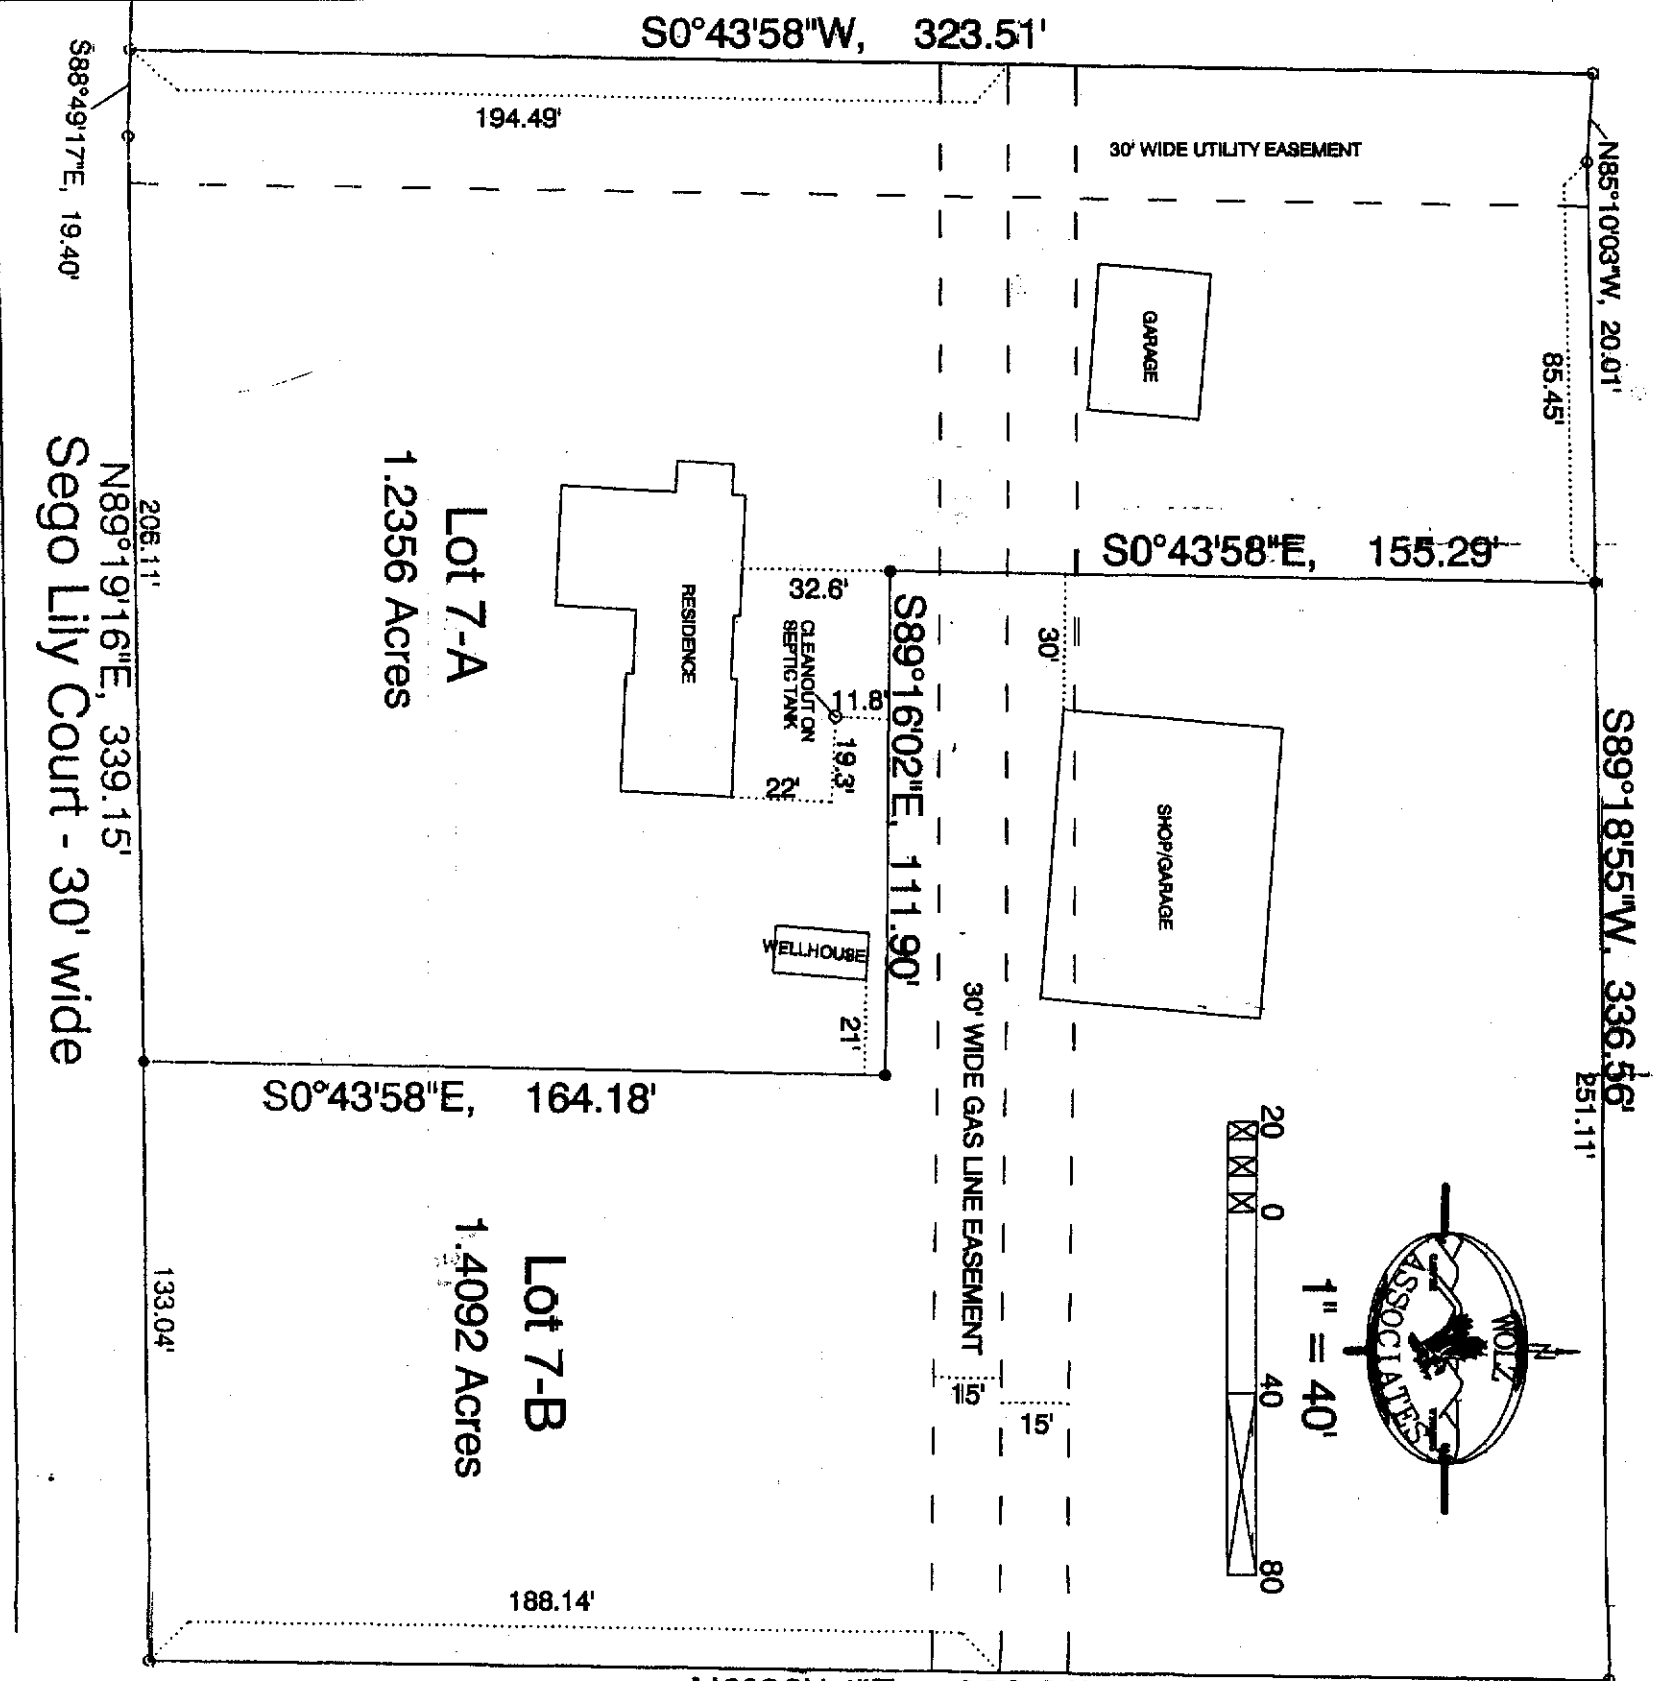 S0°43'58"W, 323.51'
194.49'
S88°49'17"E, 19.40'
30' WIDE UTILITY EASEMENT
N85°10'03"W, 20.01'
85.45'
GARAGE
S0°43'58"E, 155.29'
Lot 7-A
1.2356 Acres
RESIDENCE
32.6'
CLEANOUT ON
SEPTIC TANK
11.8'
19.3'
22'
S89°16'02"E, 111.90'
30'
SHOP/GARAGE
S89°18'55"W, 336.56'
251.11'
206.11'
N89°19'16"E, 339.15'
Sego Lily Court - 30' wide
WELLHOUSE
21'
S0°43'58"E, 164.18'
30' WIDE GAS LINE EASEMENT
15'
15'
Lot 7-B
1.4092 Acres
133.04'
188.14'
20 0 40 80
1" = 40'
N
WOLZ
ASSOCIATES